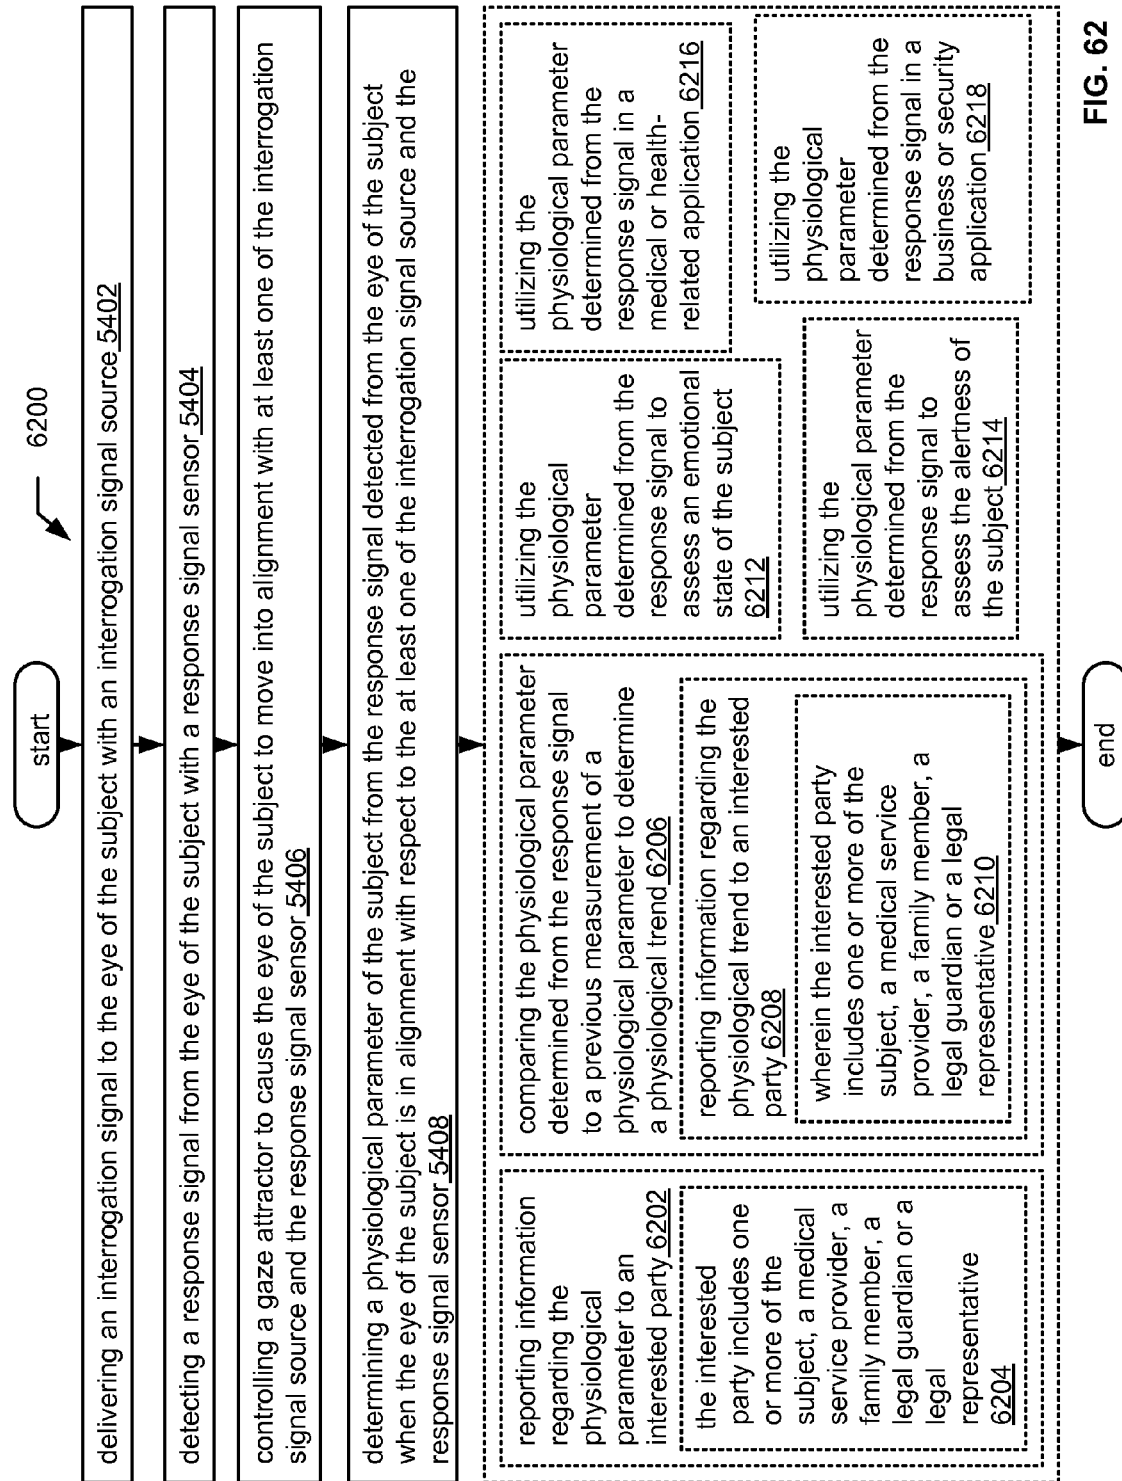 start
6200
delivering an interrogation signal to the eye of the subject with an interrogation signal source 5402
detecting a response signal from the eye of the subject with a response signal sensor 5404
controlling a gaze attractor to cause the eye of the subject to move into alignment with at least one of the interrogation
signal source and the response signal sensor 5406
determining a physiological parameter of the subject from the response signal detected from the eye of the subject
when the eye of the subject is in alignment with respect to the at least one of the interrogation signal source and the
response signal sensor 5408
reporting information
regarding the
physiological
parameter to an
interested party 6202
the interested
party includes one
or more of the
subject, a medical
service provider, a
family member, a
legal guardian or a
legal
representative
6204
comparing the physiological parameter
determined from the response signal
to a previous measurement of a
physiological parameter to determine
a physiological trend 6206
reporting information regarding the
physiological trend to an interested
party 6208
wherein the interested party
includes one or more of the
subject, a medical service
provider, a family member, a
legal guardian or a legal
representative 6210
utilizing the
physiological
parameter
determined from the
response signal to
assess an emotional
state of the subject
6212
utilizing the
physiological parameter
determined from the
response signal to
assess the alertness of
the subject 6214
utilizing the
physiological parameter
determined from the
response signal in a
medical or health-
related application 6216
utilizing the
physiological
parameter
determined from the
response signal in a
business or security
application 6218
end
FIG. 62